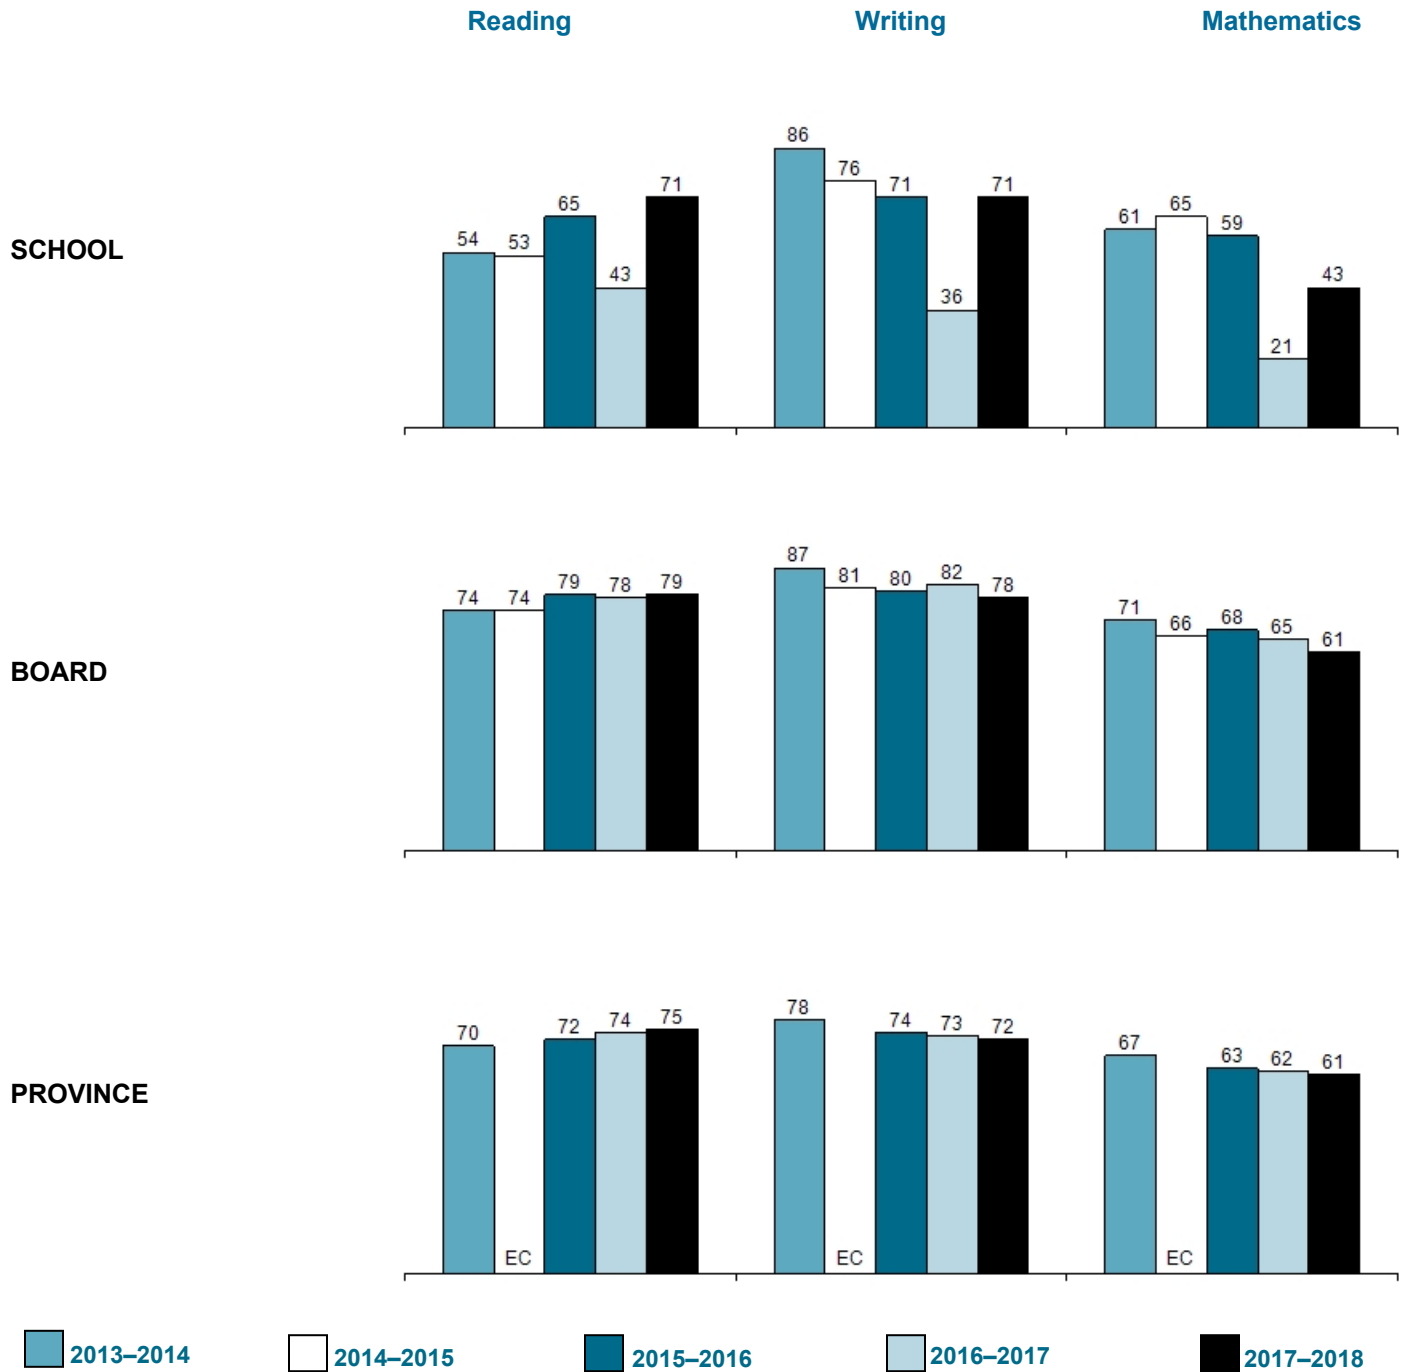 Reading Writing Mathematics
SCHOOL
54 53 65 43 71
86 76 71 36 71
61 65 59 21 43
BOARD
74 74 79 78 79
87 81 80 82 78
71 66 68 65 61
PROVINCE
70 EC 72 74 75
78 EC 74 73 72
67 EC 63 62 61
2013–2014 2014–2015 2015–2016 2016–2017 2017–2018